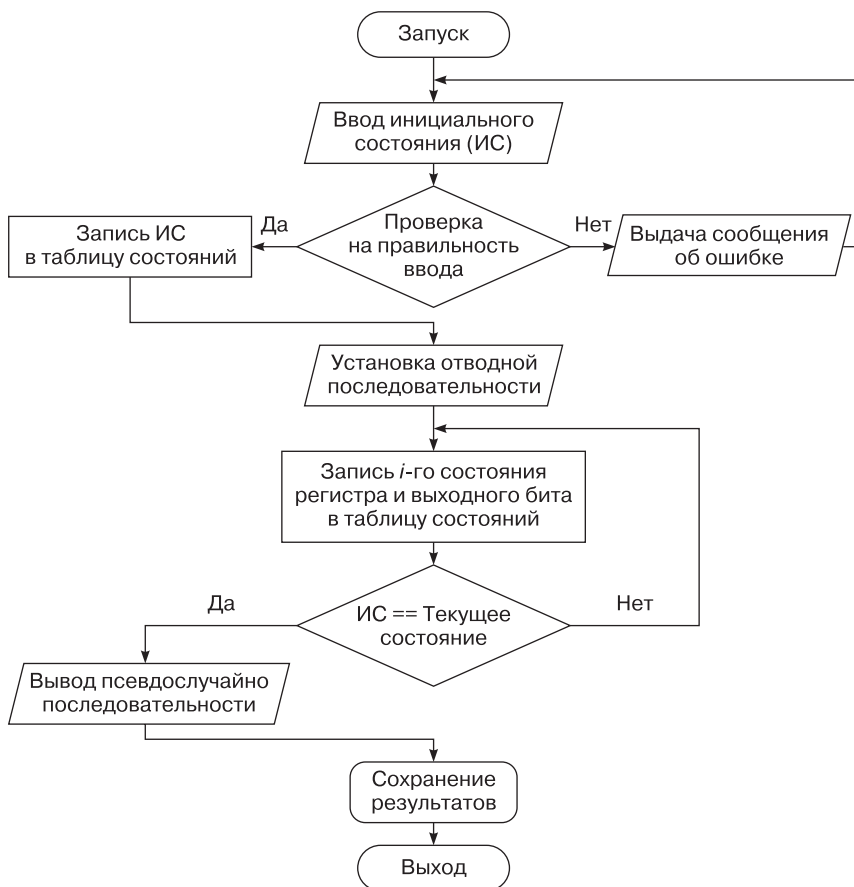 Запуск
Ввод инициального
состояния (ИС)
Да
Проверка
на правильность
ввода
Нет
Запись ИС
в таблицу состояний
Выдача сообщения
об ошибке
Установка отводной
последовательности
Запись i-го состояния
регистра и выходного бита
в таблицу состояний
Да
ИС == Текущее
состояние
Нет
Вывод псевдослучайно
последовательности
Сохранение
результатов
Выход